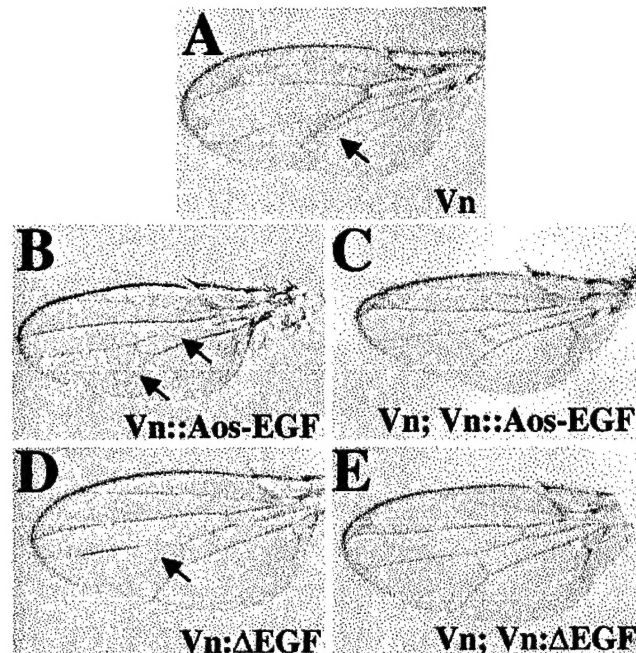 A
Vn
B
Vn::Aos-EGF
C
Vn; Vn::Aos-EGF
D
Vn:ΔEGF
E
Vn; Vn:ΔEGF